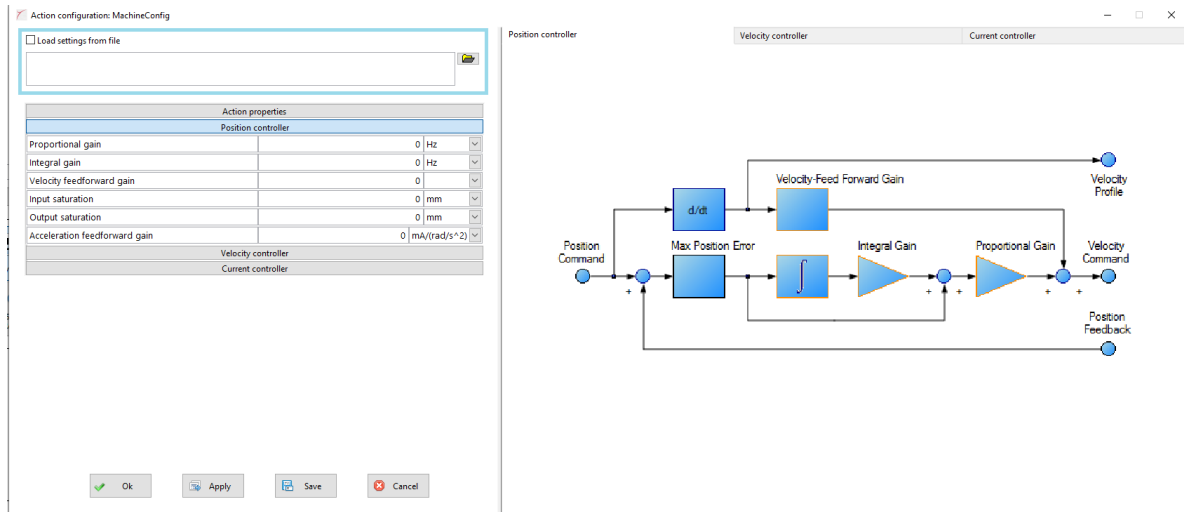 Action configuration: MachineConfig
Load settings from file
Action properties
Position controller
Proportional gain 0 Hz
Integral gain 0 Hz
Velocity feedforward gain 0
Input saturation 0 mm
Output saturation 0 mm
Acceleration feedforward gain 0 mA/(rad/s^2)
Velocity controller
Current controller
Ok Apply Save Cancel
Position controller Velocity controller Current controller
Velocity
Profile
Velocity-Feed Forward Gain
d/dt
Position
Command
Max Position Error
∫
Integral Gain
Proportional Gain
Velocity
Command
+ + + + +
Position
Feedback